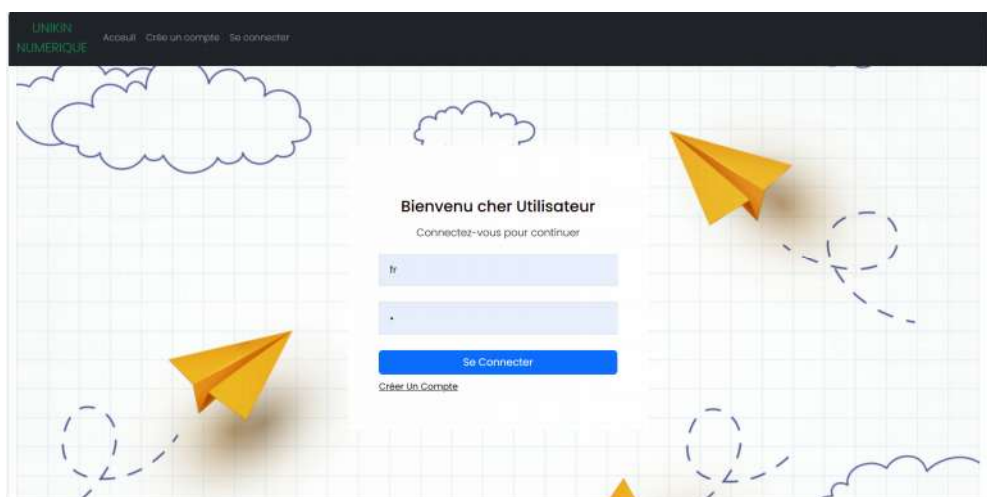 UNIKIN
NUMERIQUE
Acceuil Crée un compte Se connecter
Bienvenu cher Utilisateur
Connectez-vous pour continuer
fr
•
Se Connecter
Créer Un Compte